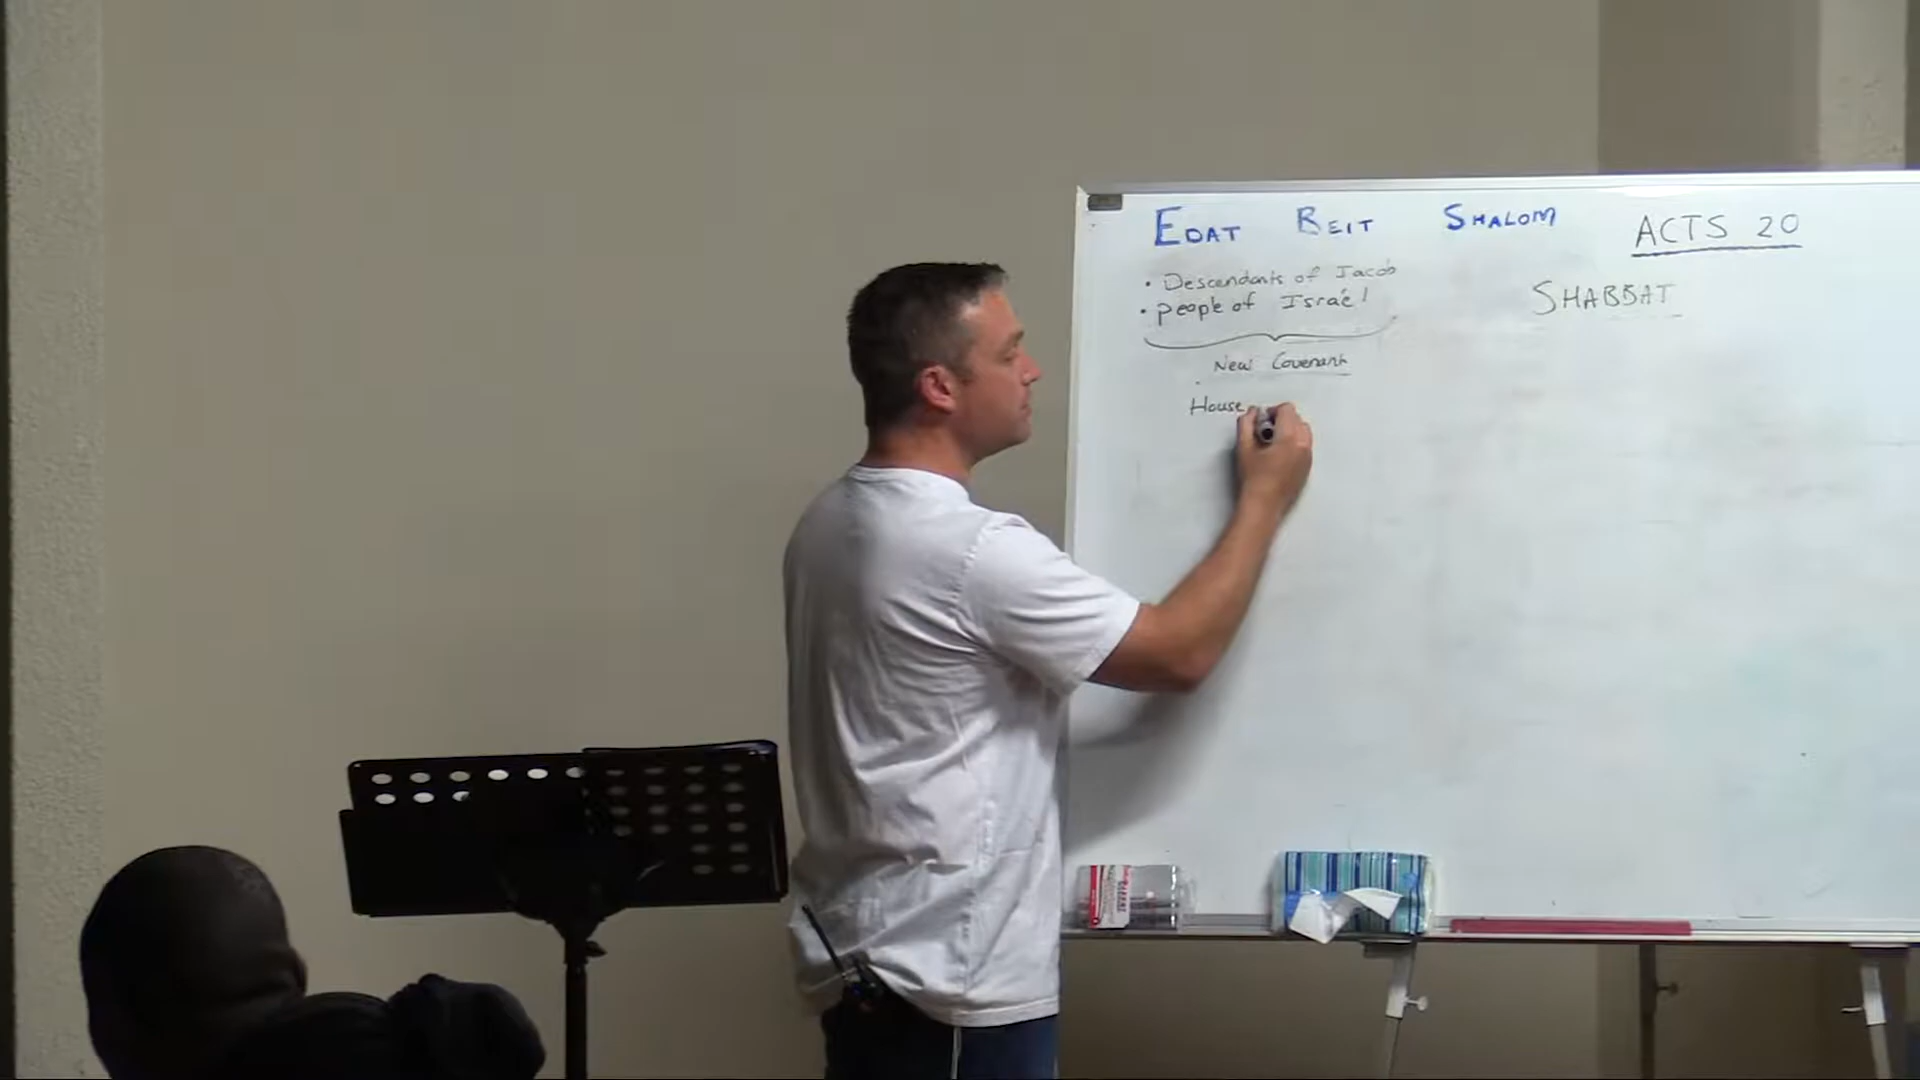 EDAT BEIT SHALOM
ACTS 20
• Descendants of Jacob
• people of Israel
SHABBAT
New Covenant
House